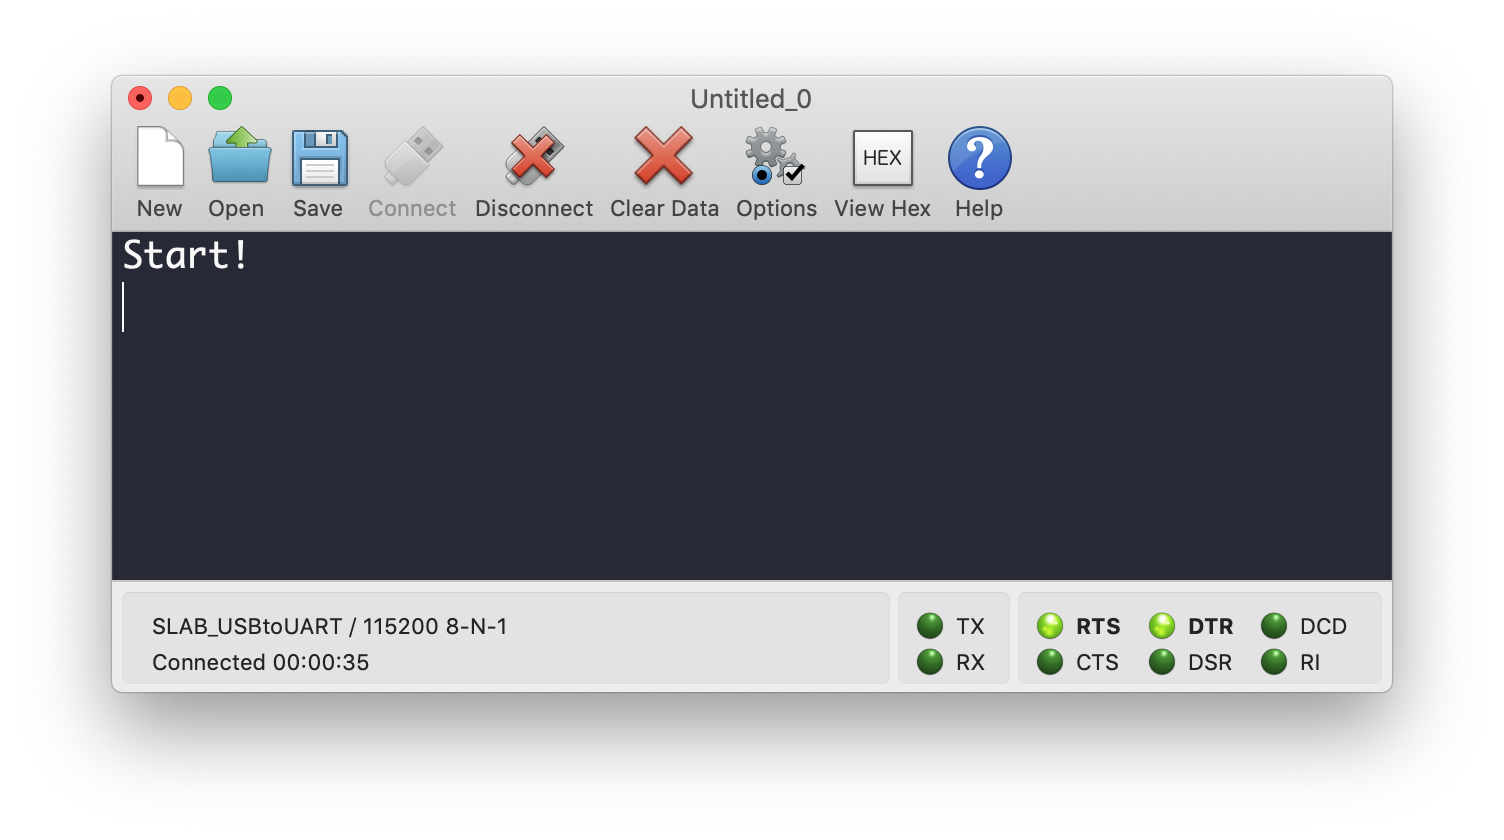 Untitled_0
New Open Save Connect Disconnect Clear Data Options HEX View Hex ? Help
Start!
SLAB_USBtoUART / 115200 8-N-1
Connected 00:00:35
TX RTS DTR DCD
RX CTS DSR RI